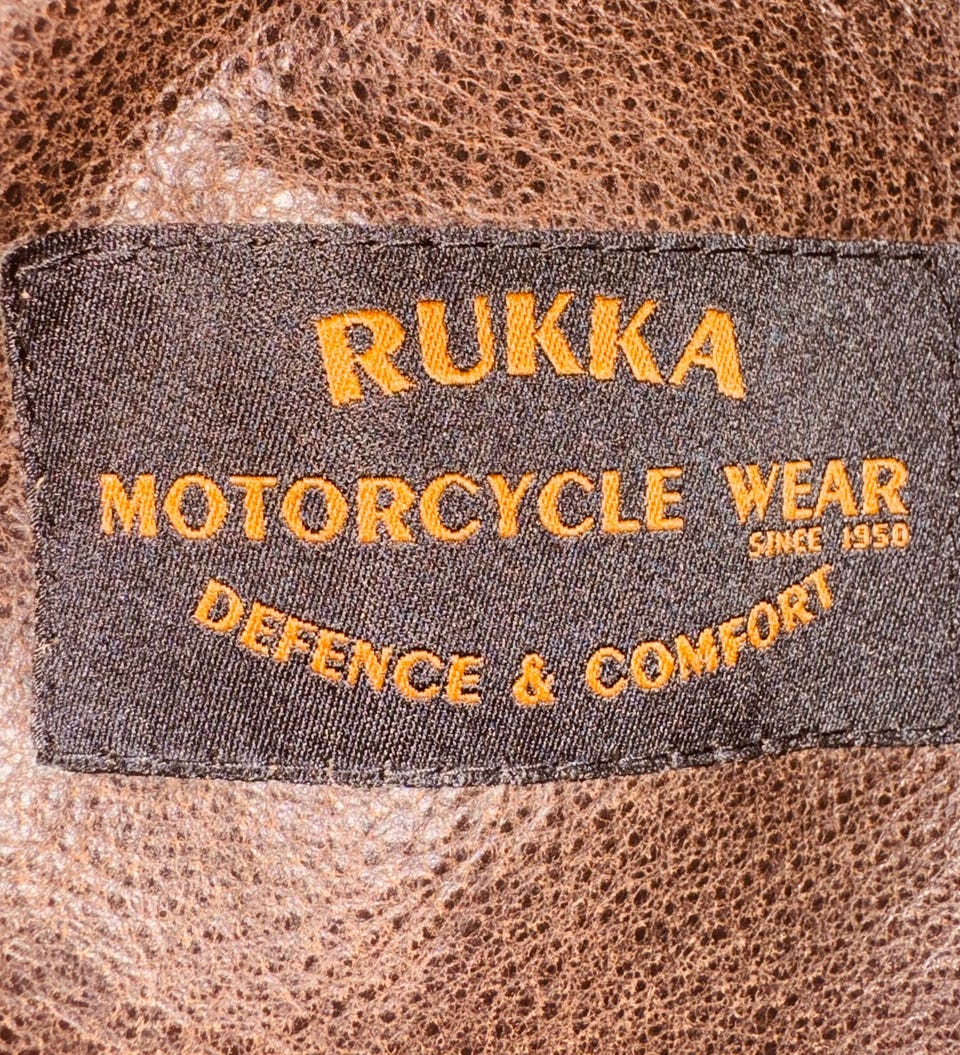 RUKKA
MOTORCYCLE WEAR
SINCE 1950
DEFENCE & COMFORT